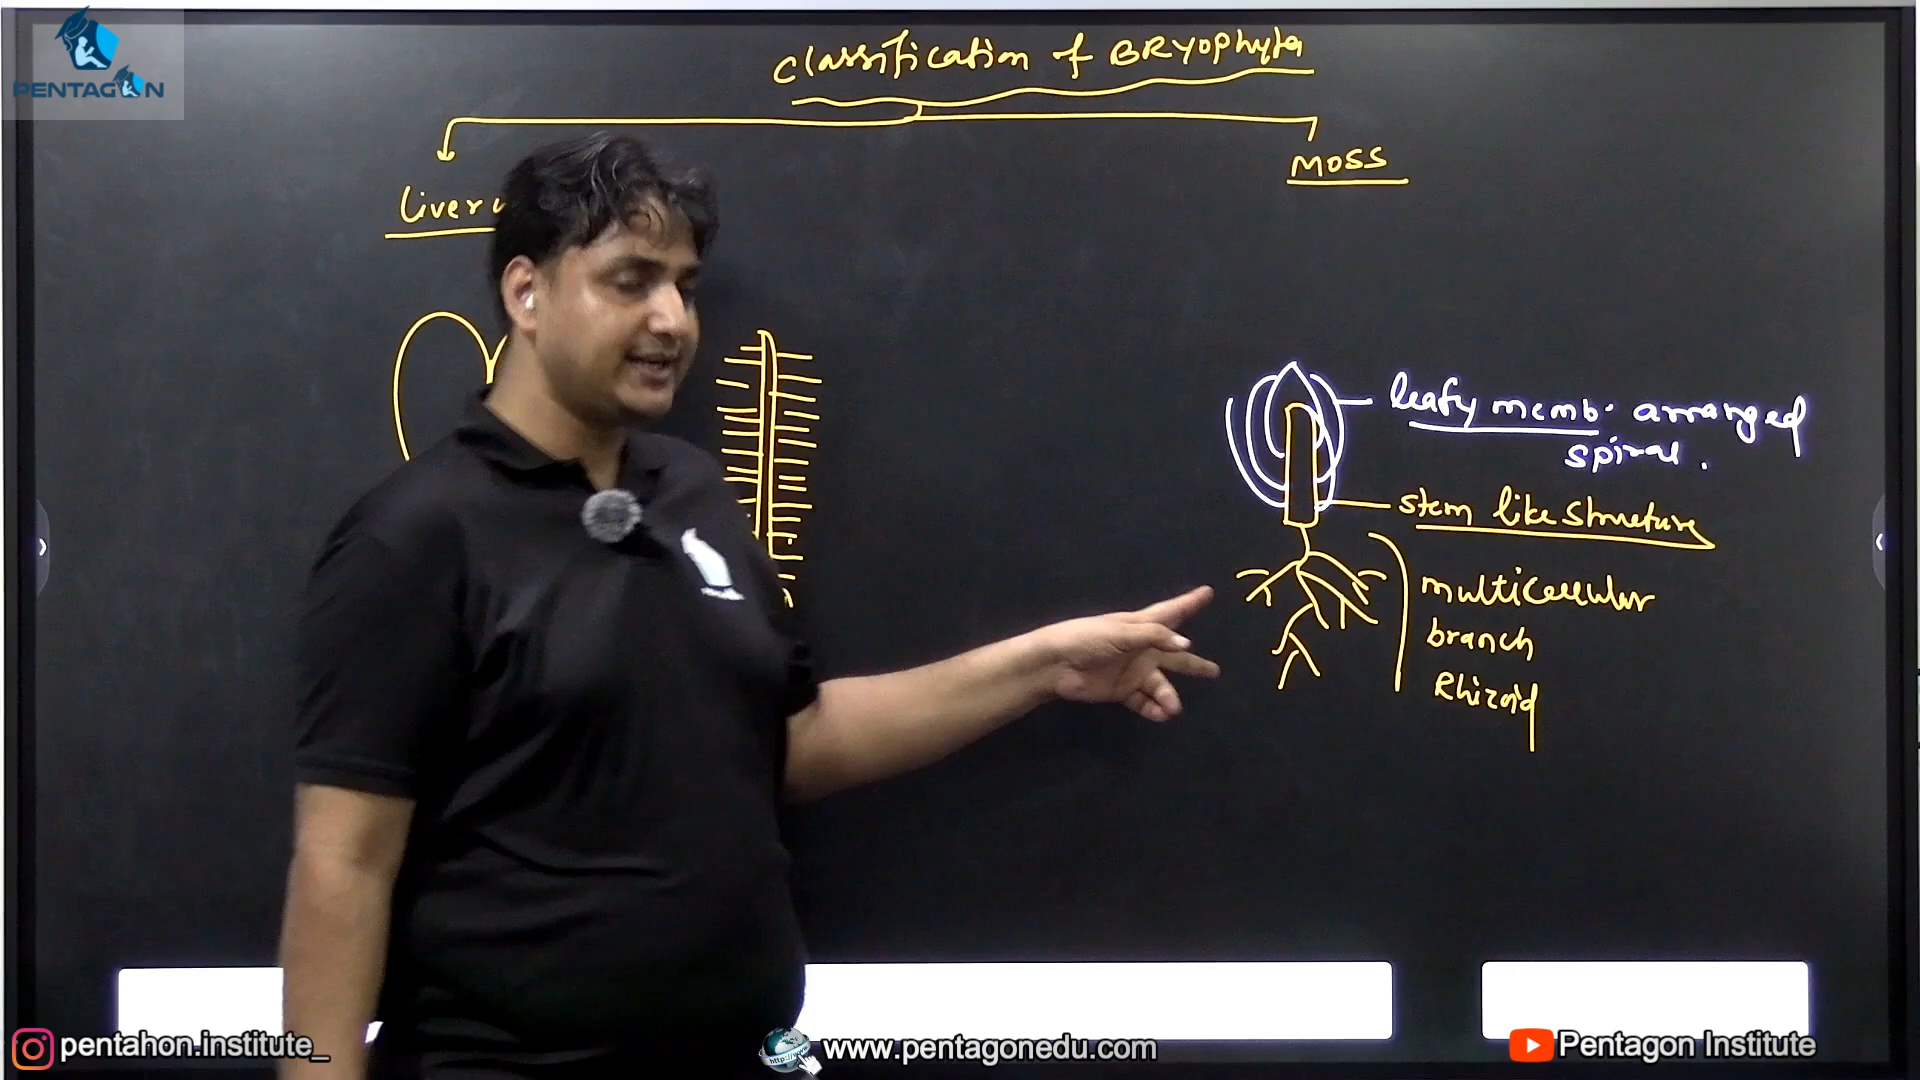 PENTAGON
Classification of BRYOPhyta
Moss
leafy memb. arranged
spiral.
stem like structure
multicellular
branch
Rhizoid
pentahon.institute_
www.pentagonedu.com
Pentagon Institute